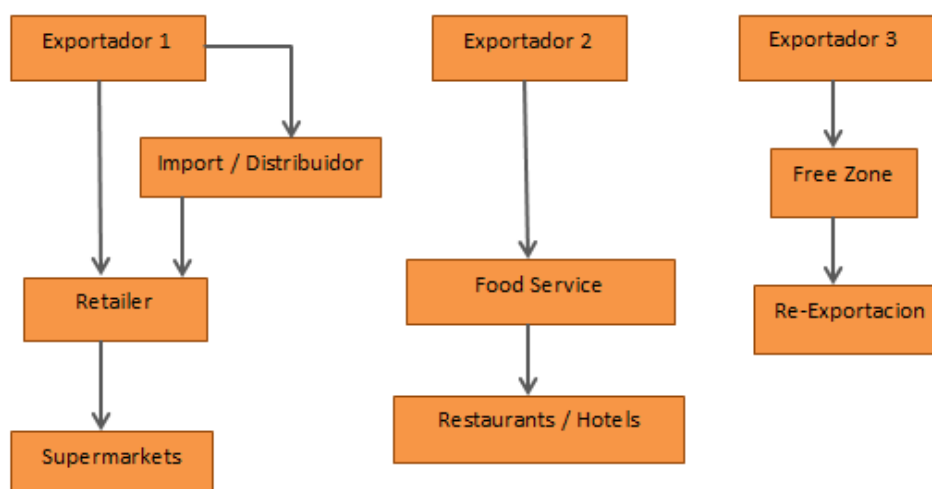 Exportador 1
Exportador 2
Exportador 3
Import / Distribuidor
Free Zone
Retailer
Food Service
Re-Exportacion
Supermarkets
Restaurants / Hotels